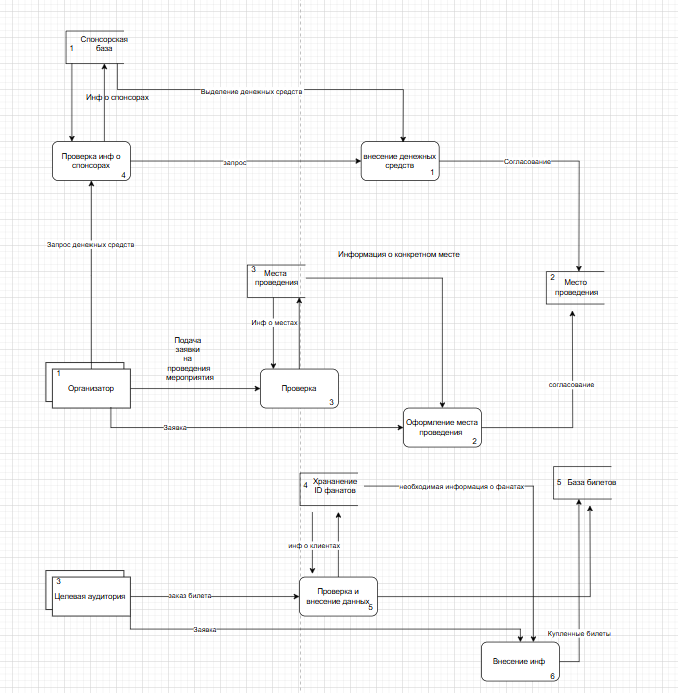 Спонсорская
база
1
Выделение денежных средств
Инф о спонсорах
Проверка инф о
спонсорах
4
запрос
внесение денежных
средств
1
Согласование
Запрос денежных средств
Информация о конкретном месте
3
Места
проведения
2
Место
проведения
Инф о местах
Подача
заявки
на
проведения
мероприятия
1
Организатор
Проверка
3
согласование
Заявка
Оформление места
проведения
2
4
Хрананение
ID фанатов
необходимая информация о фанатах
5
База билетов
инф о клиентах
3
Целевая аудитория
заказ билета
Проверка и
внесение данных
5
Заявка
Купленные билеты
Внесение инф
6